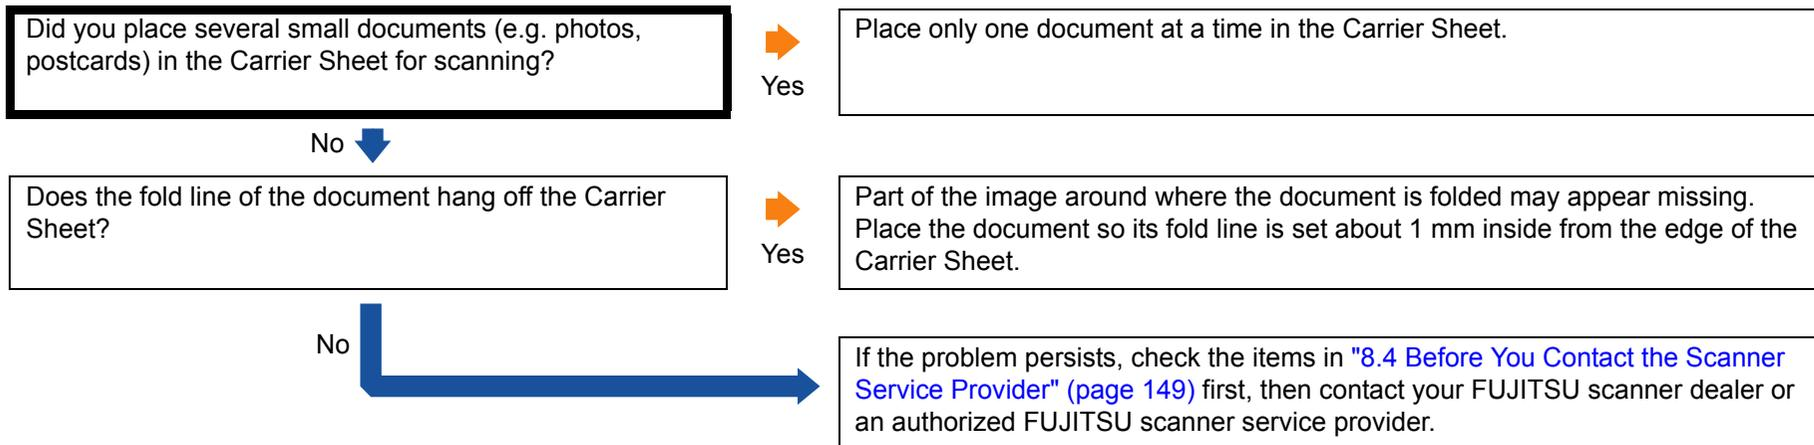 Did you place several small documents (e.g. photos,
postcards) in the Carrier Sheet for scanning?
Yes
Place only one document at a time in the Carrier Sheet.
No
Does the fold line of the document hang off the Carrier
Sheet?
Yes
Part of the image around where the document is folded may appear missing.
Place the document so its fold line is set about 1 mm inside from the edge of the
Carrier Sheet.
No
If the problem persists, check the items in "8.4 Before You Contact the Scanner
Service Provider" (page 149) first, then contact your FUJITSU scanner dealer or
an authorized FUJITSU scanner service provider.